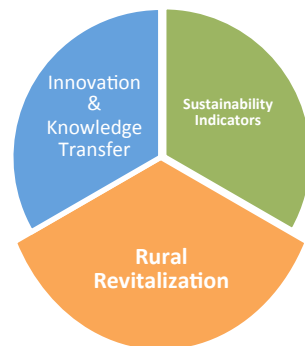 Innovation
&
Knowledge
Transfer
Sustainability
Indicators
Rural
Revitalization